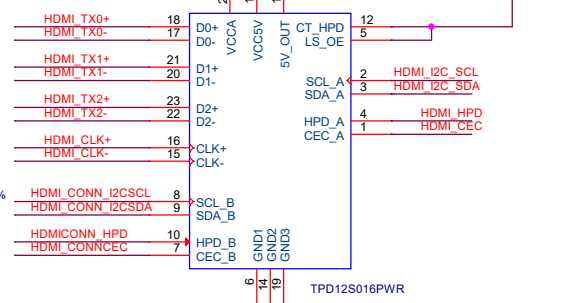 HDMI_TX0+ 18 D0+ VCCA VCC5V 5V_OUT CT_HPD 12
HDMI_TX0- 17 D0- LS_OE 5
HDMI_TX1+ 21 D1+
HDMI_TX1- 20 D1- SCL_A 2 HDMI_I2C_SCL
SDA_A 3 HDMI_I2C_SDA
HDMI_TX2+ 23 D2+
HDMI_TX2- 22 D2- HPD_A 4 HDMI_HPD
CEC_A 1 HDMI_CEC
HDMI_CLK+ 16 CLK+
HDMI_CLK- 15 CLK-
%
HDMI_CONN_I2CSCL 8 SCL_B
HDMI_CONN_I2CSDA 9 SDA_B
HDMICONN_HPD 10 HPD_B
HDMI_CONNCEC 7 CEC_B
GND1 GND2 GND3
6 14 19
TPD12S016PWR